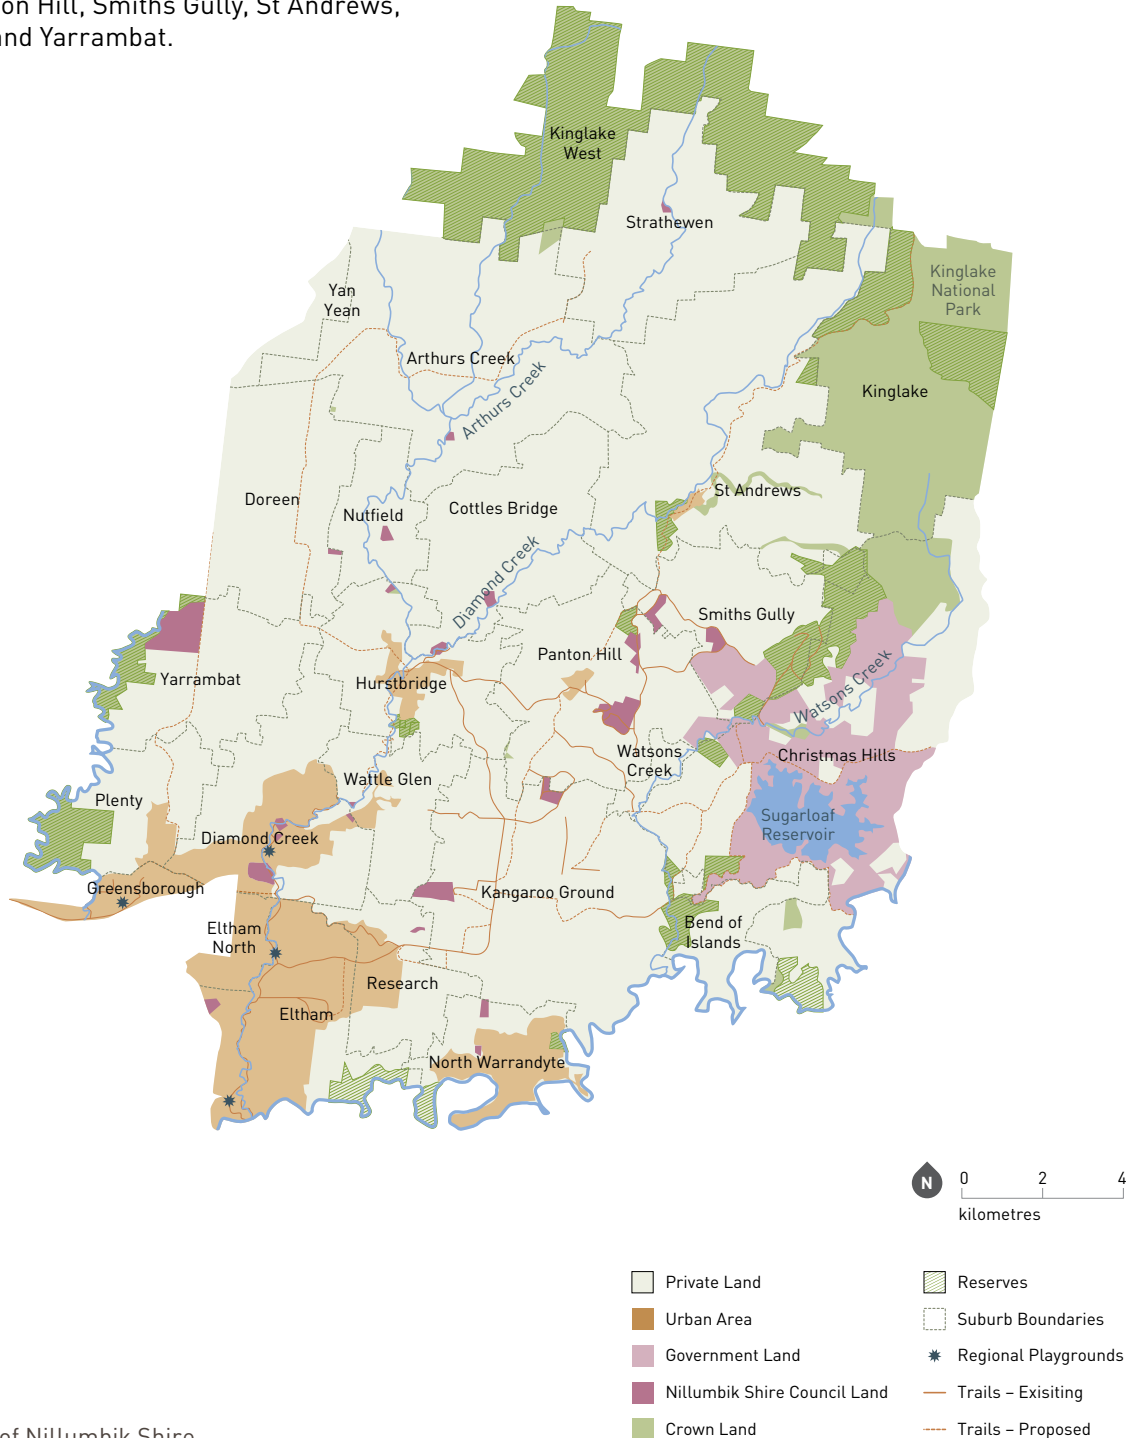 on Hill, Smiths Gully, St Andrews,
and Yarrambat.
Kinglake
West
Strathewen
Kinglake
National
Park
Yan
Yean
Arthurs Creek
Arthurs Creek
Kinglake
Doreen
Nutfield
Cottles Bridge
St Andrews
Diamond Creek
Smiths Gully
Panton Hill
Yarrambat
Hurstbridge
Watsons Creek
Watsons
Creek
Christmas Hills
Wattle Glen
Plenty
Sugarloaf
Reservoir
Diamond Creek
Greensborough
Kangaroo Ground
Eltham
North
Bend of
Islands
Research
Eltham
North Warrandyte
N
0 2 4
kilometres
Private Land
Urban Area
Government Land
Nillumbik Shire Council Land
Crown Land
Reserves
Suburb Boundaries
Regional Playgrounds
Trails – Exisiting
Trails – Proposed
of Nillumbik Shire